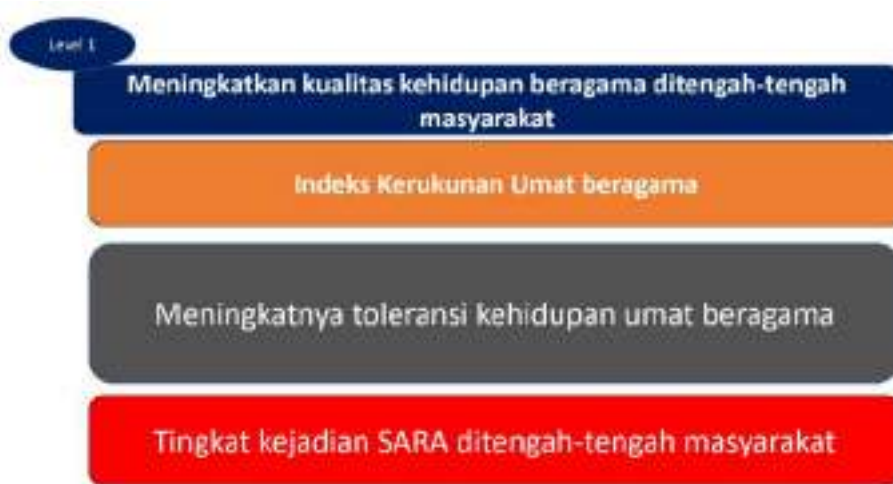 Level 1
Meningkatkan kualitas kehidupan beragama ditengah-tengah
masyarakat
Indeks Kerukunan Umat beragama
Meningkatnya toleransi kehidupan umat beragama
Tingkat kejadian SARA ditengah-tengah masyarakat